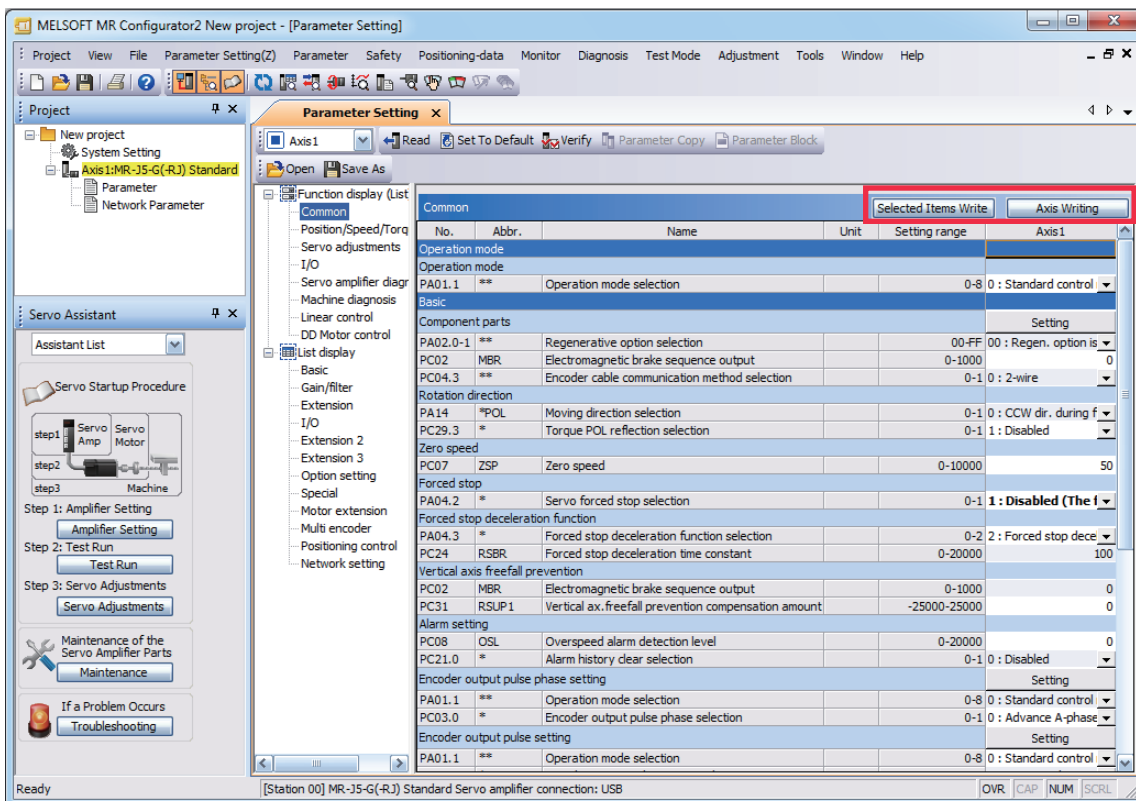 MELSOFT MR Configurator2 New project - [Parameter Setting]
Project View File Parameter Setting(Z) Parameter Safety Positioning-data Monitor Diagnosis Test Mode Adjustment Tools Window Help
Project
New project
System Setting
Axis1:MR-J5-G(-RJ) Standard
Parameter
Network Parameter
Servo Assistant
Assistant List
Servo Startup Procedure
step1 Servo Amp Servo Motor
step2
step3 Machine
Step 1: Amplifier Setting
Amplifier Setting
Step 2: Test Run
Test Run
Step 3: Servo Adjustments
Servo Adjustments
Maintenance of the
Servo Amplifier Parts
Maintenance
If a Problem Occurs
Troubleshooting
Parameter Setting
Axis1 Read Set To Default Verify Parameter Copy Parameter Block
Open Save As
Function display (List
Common
Position/Speed/Torq
Servo adjustments
I/O
Servo amplifier diagr
Machine diagnosis
Linear control
DD Motor control
List display
Basic
Gain/filter
Extension
I/O
Extension 2
Extension 3
Option setting
Special
Motor extension
Multi encoder
Positioning control
Network setting
Common Selected Items Write Axis Writing
No. Abbr. Name Unit Setting range Axis1
Operation mode
Operation mode
PA01.1 ** Operation mode selection 0-8 0 : Standard control
Basic
Component parts Setting
PA02.0-1 ** Regenerative option selection 00-FF 00 : Regen. option is
PC02 MBR Electromagnetic brake sequence output 0-1000 0
PC04.3 ** Encoder cable communication method selection 0-1 0 : 2-wire
Rotation direction
PA14 *POL Moving direction selection 0-1 0 : CCW dir. during f
PC29.3 * Torque POL reflection selection 0-1 1 : Disabled
Zero speed
PC07 ZSP Zero speed 0-10000 50
Forced stop
PA04.2 * Servo forced stop selection 0-1 1 : Disabled (The f
Forced stop deceleration function
PA04.3 * Forced stop deceleration function selection 0-2 2 : Forced stop dece
PC24 RSBR Forced stop deceleration time constant 0-20000 100
Vertical axis freefall prevention
PC02 MBR Electromagnetic brake sequence output 0-1000 0
PC31 RSUP1 Vertical ax.freefall prevention compensation amount -25000-25000 0
Alarm setting
PC08 OSL Overspeed alarm detection level 0-20000 0
PC21.0 * Alarm history clear selection 0-1 0 : Disabled
Encoder output pulse phase setting Setting
PA01.1 ** Operation mode selection 0-8 0 : Standard control
PC03.0 * Encoder output pulse phase selection 0-1 0 : Advance A-phase
Encoder output pulse setting Setting
PA01.1 ** Operation mode selection 0-8 0 : Standard control
Ready [Station 00] MR-J5-G(-RJ) Standard Servo amplifier connection: USB OVR CAP NUM SCRL